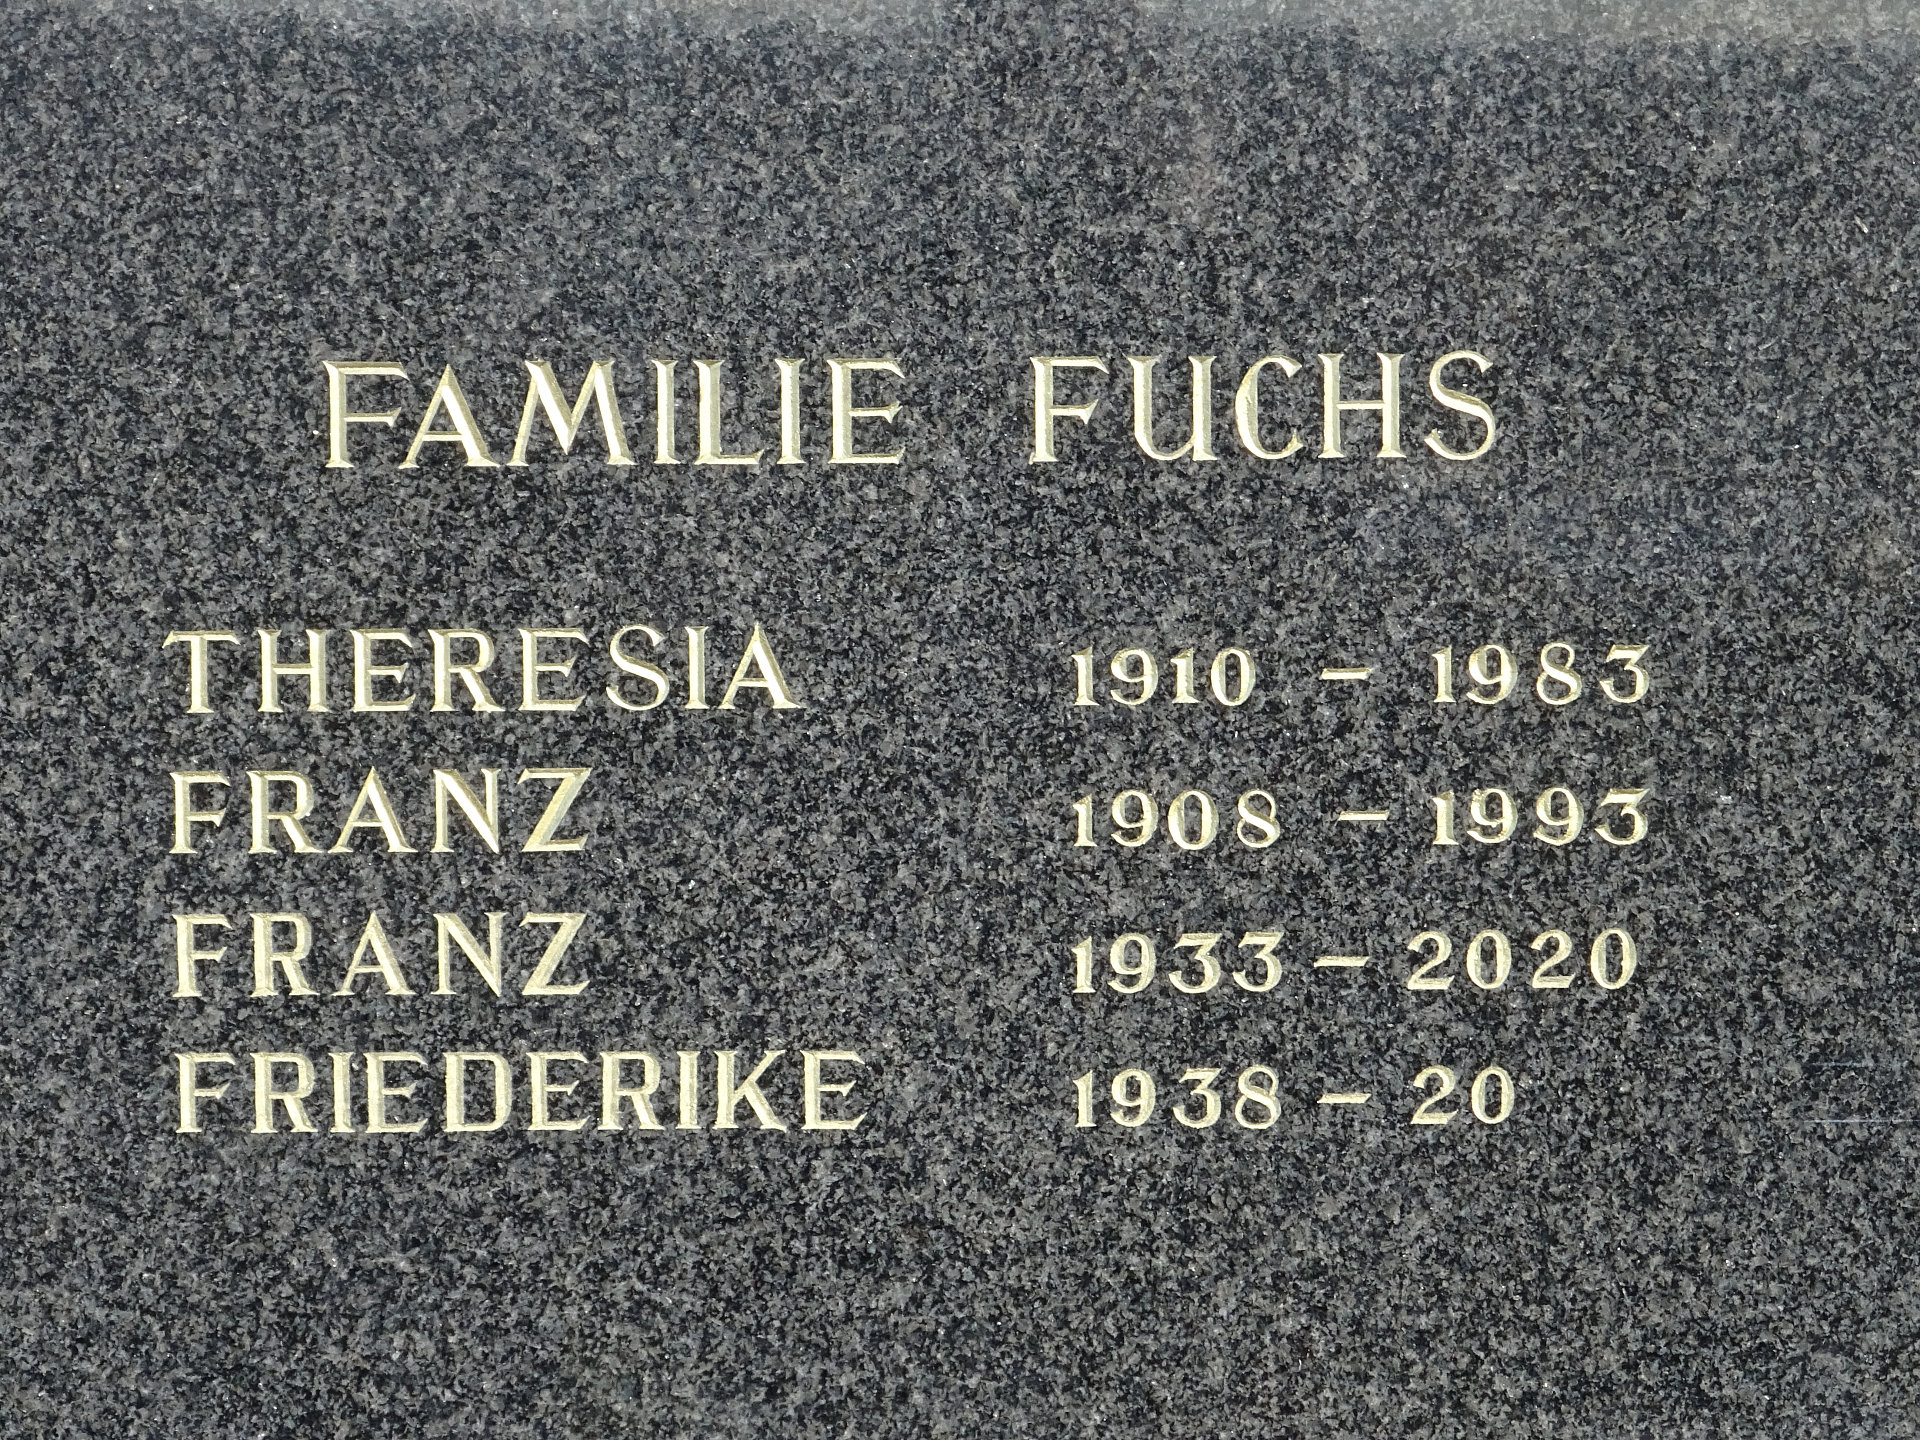 FAMILIE FUCHS
THERESIA 1910 - 1983
FRANZ 1908 - 1993
FRANZ 1933 - 2020
FRIEDERIKE 1938 - 20